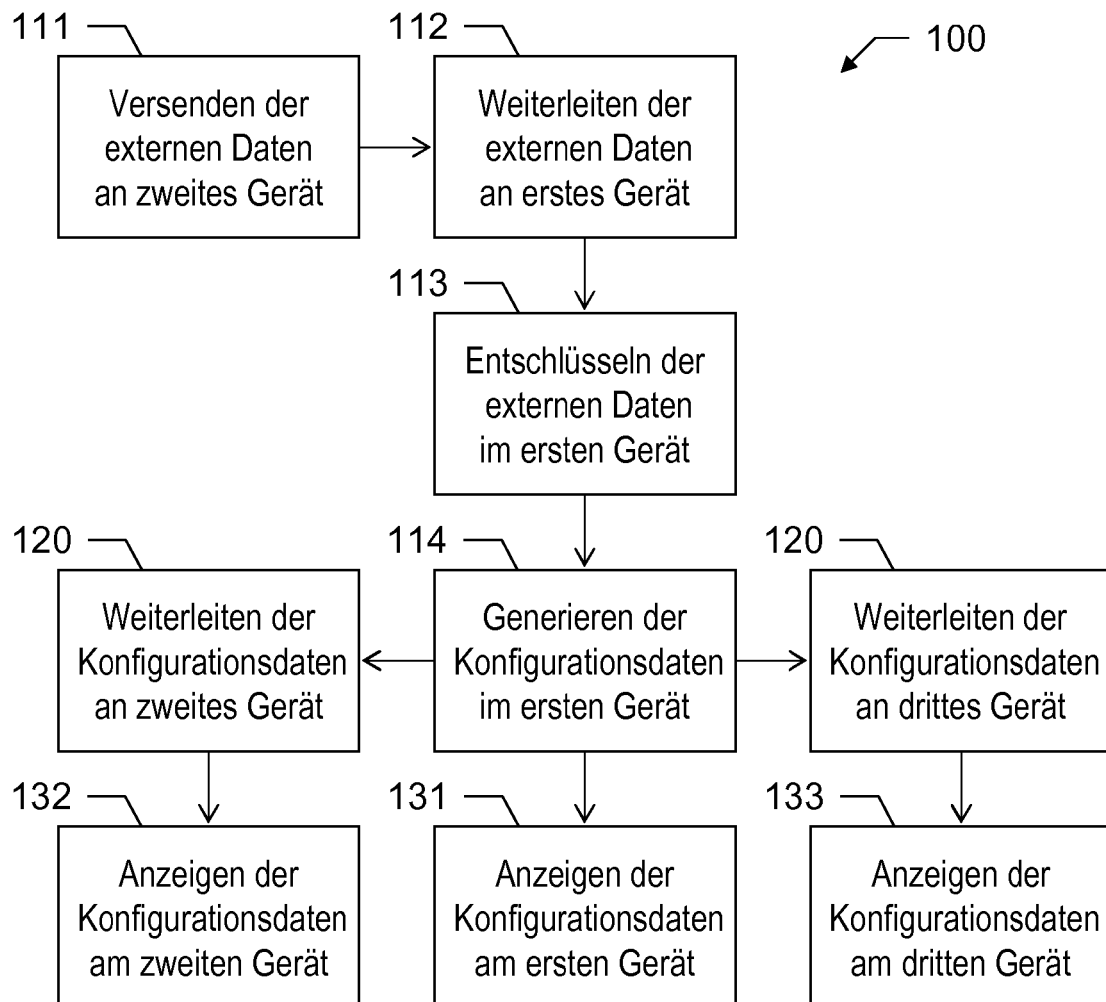 111
112
100
Versenden der
externen Daten
an zweites Gerät
Weiterleiten der
externen Daten
an erstes Gerät
113
Entschlüsseln der
externen Daten
im ersten Gerät
120
114
120
Weiterleiten der
Konfigurationsdaten
an zweites Gerät
Generieren der
Konfigurationsdaten
im ersten Gerät
Weiterleiten der
Konfigurationsdaten
an drittes Gerät
132
131
133
Anzeigen der
Konfigurationsdaten
am zweiten Gerät
Anzeigen der
Konfigurationsdaten
am ersten Gerät
Anzeigen der
Konfigurationsdaten
am dritten Gerät